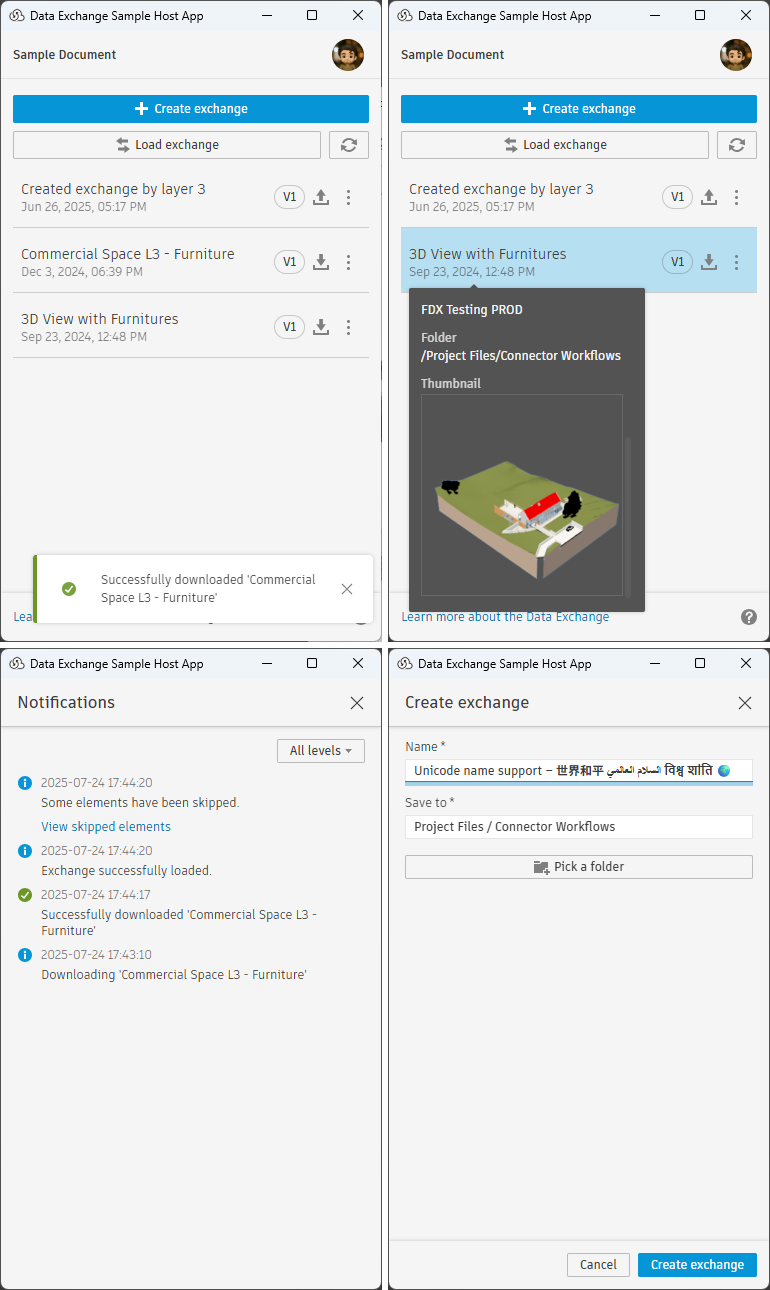 Data Exchange Sample Host App
Sample Document
Create exchange
Load exchange
Created exchange by layer 3
V1
Jun 26, 2025, 05:17 PM
Commercial Space L3 - Furniture
V1
Dec 3, 2024, 06:39 PM
3D View with Furnitures
V1
Sep 23, 2024, 12:48 PM
Successfully downloaded 'Commercial
Space L3 - Furniture'
Data Exchange Sample Host App
Sample Document
Create exchange
Load exchange
Created exchange by layer 3
V1
Jun 26, 2025, 05:17 PM
3D View with Furnitures
V1
Sep 23, 2024, 12:48 PM
FDX Testing PROD
Folder
/Project Files/Connector Workflows
Thumbnail
Learn more about the Data Exchange
Data Exchange Sample Host App
Notifications
All levels
2025-07-24 17:44:20
Some elements have been skipped.
View skipped elements
2025-07-24 17:44:20
Exchange successfully loaded.
2025-07-24 17:44:17
Successfully downloaded 'Commercial Space L3 -
Furniture'
2025-07-24 17:43:10
Downloading 'Commercial Space L3 - Furniture'
Data Exchange Sample Host App
Create exchange
Name *
Unicode name support – 世界和平 السلام العالمي विश्व शांति 🌏
Save to *
Project Files / Connector Workflows
Pick a folder
Cancel
Create exchange